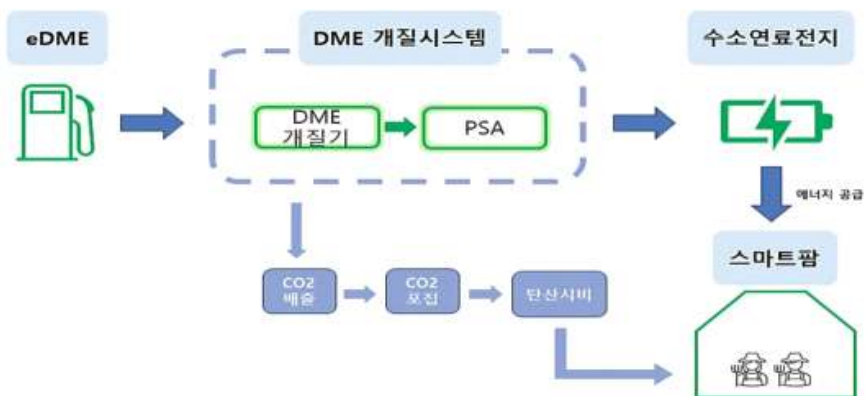 eDME
DME 개질시스템
수소연료전지
DME
개질기
PSA
에너지 공급
스마트팜
CO2
배출
CO2
포집
탄산시비